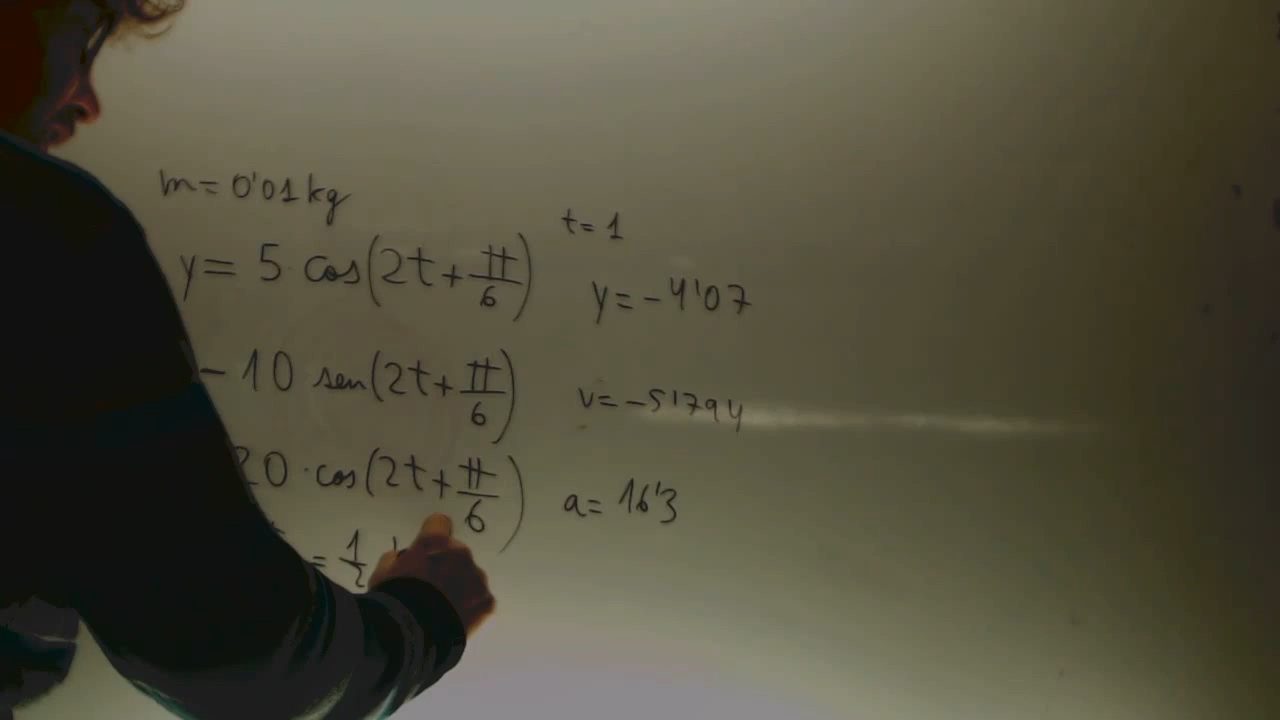 m = 0'01 kg
t = 1
y = 5 · cos(2t + π/6)
y = -4'07
- 10 sen(2t + π/6)
v = -5'794
20 · cos(2t + π/6)
a = 16'3
= 1/2